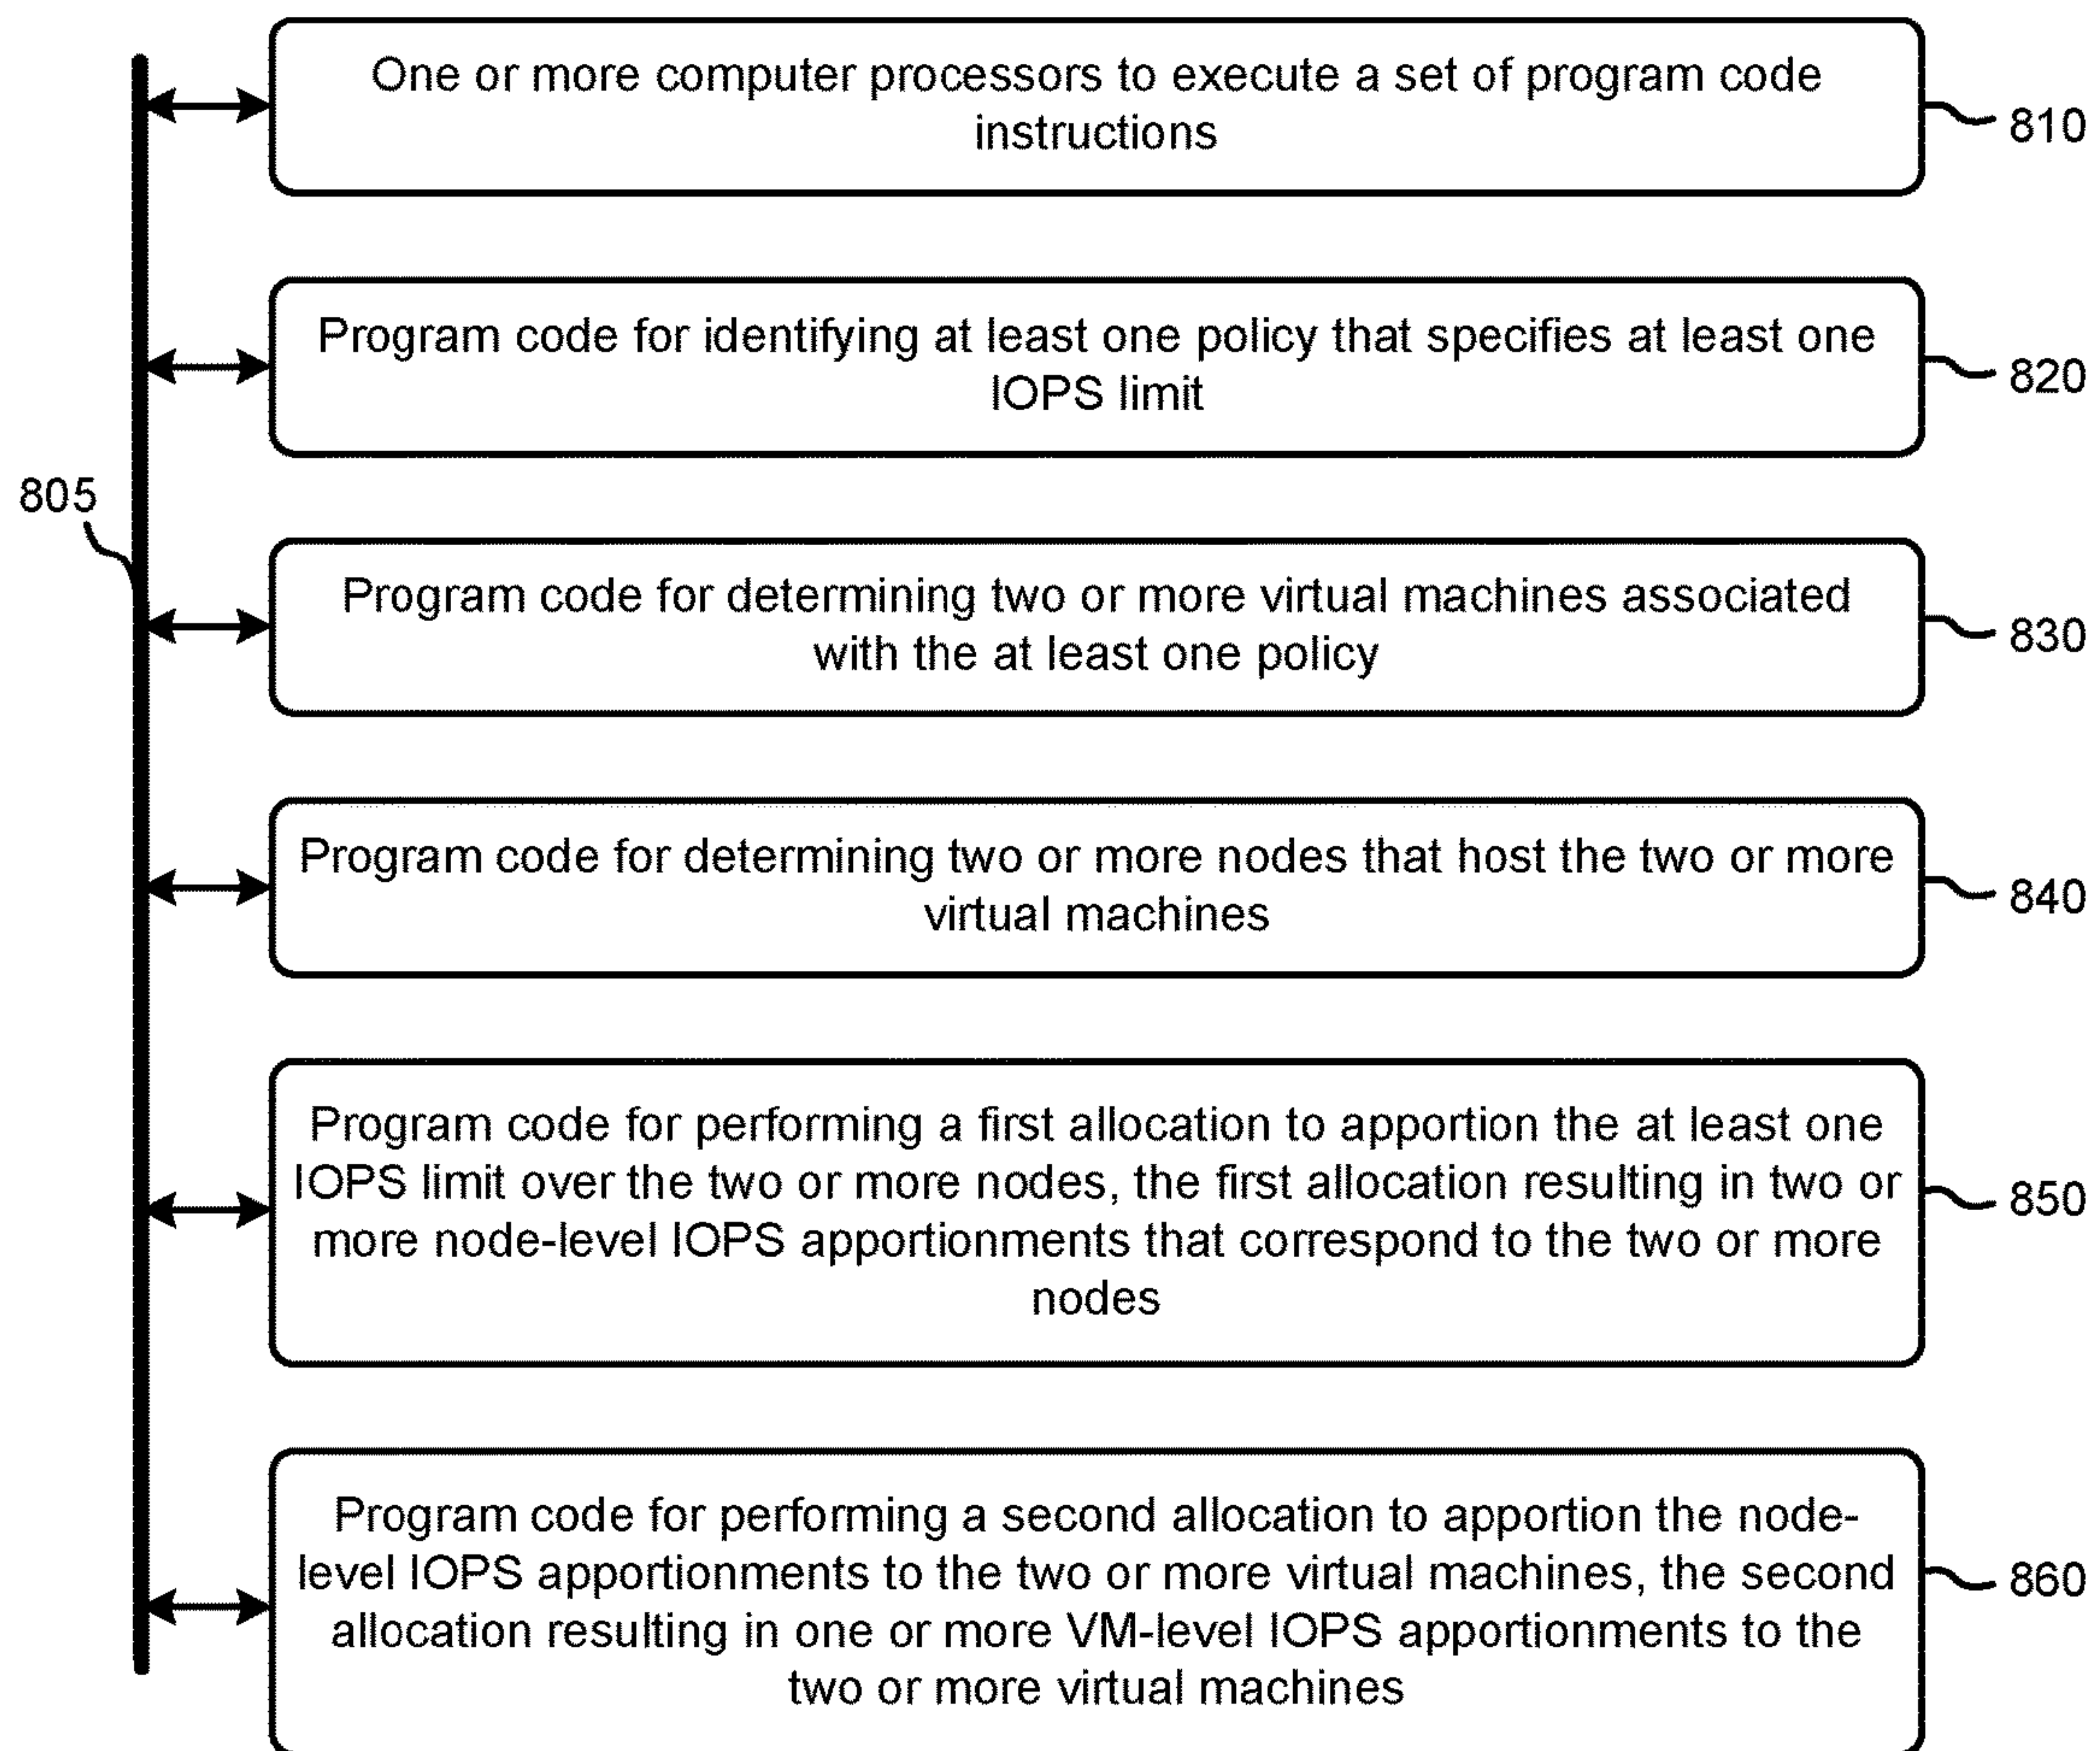 One or more computer processors to execute a set of program code
instructions
810
Program code for identifying at least one policy that specifies at least one
IOPS limit
820
805
Program code for determining two or more virtual machines associated
with the at least one policy
830
Program code for determining two or more nodes that host the two or more
virtual machines
840
Program code for performing a first allocation to apportion the at least one
IOPS limit over the two or more nodes, the first allocation resulting in two or
more node-level IOPS apportionments that correspond to the two or more
nodes
850
Program code for performing a second allocation to apportion the node-
level IOPS apportionments to the two or more virtual machines, the second
allocation resulting in one or more VM-level IOPS apportionments to the
two or more virtual machines
860